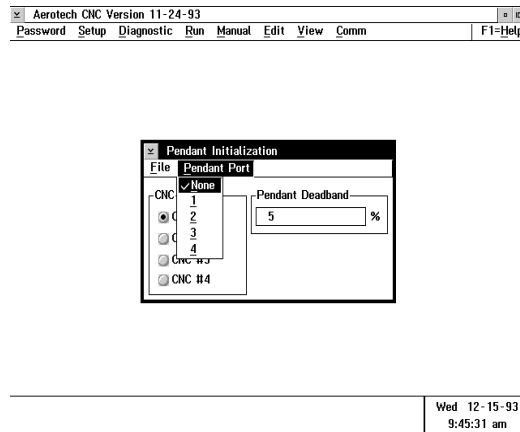 Aerotech CNC Version 11-24-93
Password Setup Diagnostic Run Manual Edit View Comm F1=Help
Pendant Initialization
File Pendant Port
✓None
1
2
3
4
CNC
Pendant Deadband
5 %
CNC #4
Wed 12-15-93
9:45:31 am